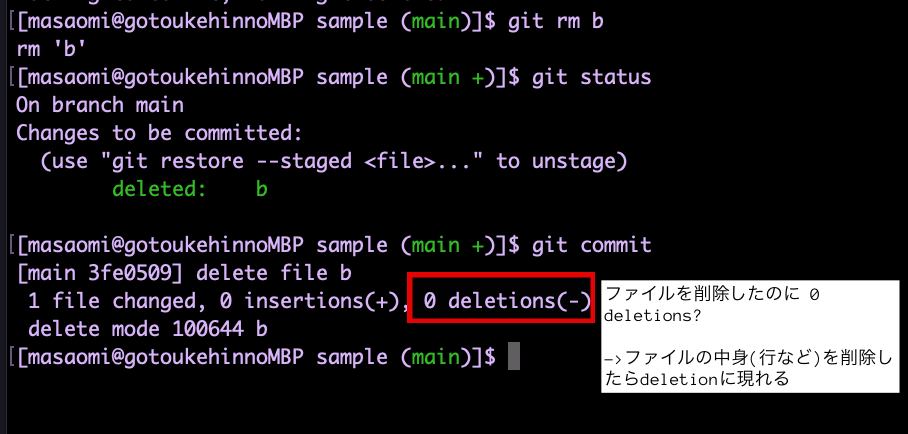 [[masaomi@gotoukehinnoMBP sample (main)]$ git rm b
rm 'b'
[[masaomi@gotoukehinnoMBP sample (main +)]$ git status
On branch main
Changes to be committed:
  (use "git restore --staged <file>..." to unstage)
        deleted:    b
[[masaomi@gotoukehinnoMBP sample (main +)]$ git commit
[main 3fe0509] delete file b
 1 file changed, 0 insertions(+), 0 deletions(-)
 delete mode 100644 b
[[masaomi@gotoukehinnoMBP sample (main)]$
ファイルを削除したのに 0
deletions?
—>ファイルの中身(行など)を削除し
たらdeletionに現れる